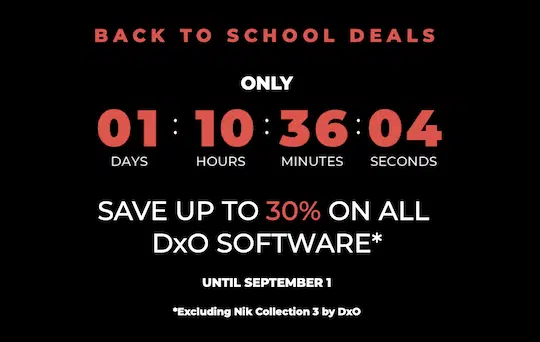 BACK TO SCHOOL DEALS
ONLY
01 : 10 : 36 : 04
DAYS HOURS MINUTES SECONDS
SAVE UP TO 30% ON ALL
DxO SOFTWARE*
UNTIL SEPTEMBER 1
*Excluding Nik Collection 3 by DxO